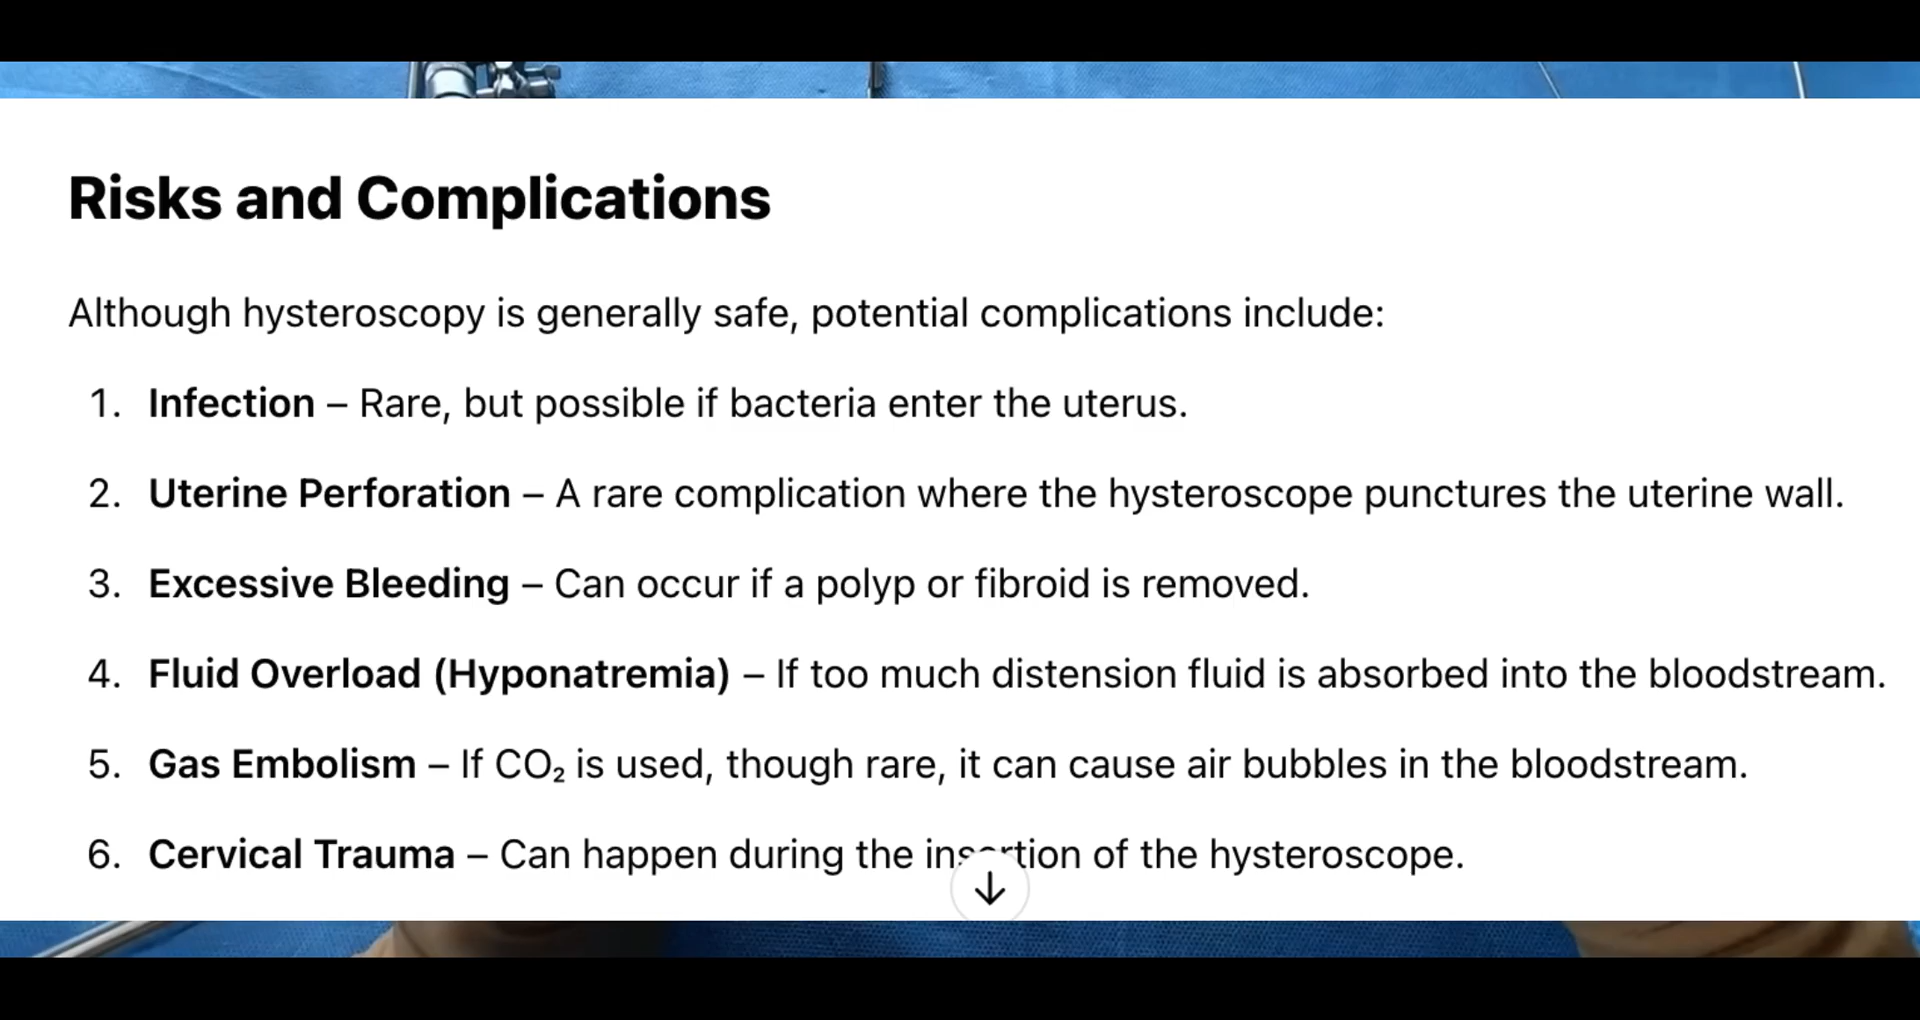 Risks and Complications
Although hysteroscopy is generally safe, potential complications include:
1. Infection – Rare, but possible if bacteria enter the uterus.
2. Uterine Perforation – A rare complication where the hysteroscope punctures the uterine wall.
3. Excessive Bleeding – Can occur if a polyp or fibroid is removed.
4. Fluid Overload (Hyponatremia) – If too much distension fluid is absorbed into the bloodstream.
5. Gas Embolism – If CO₂ is used, though rare, it can cause air bubbles in the bloodstream.
6. Cervical Trauma – Can happen during the insertion of the hysteroscope.